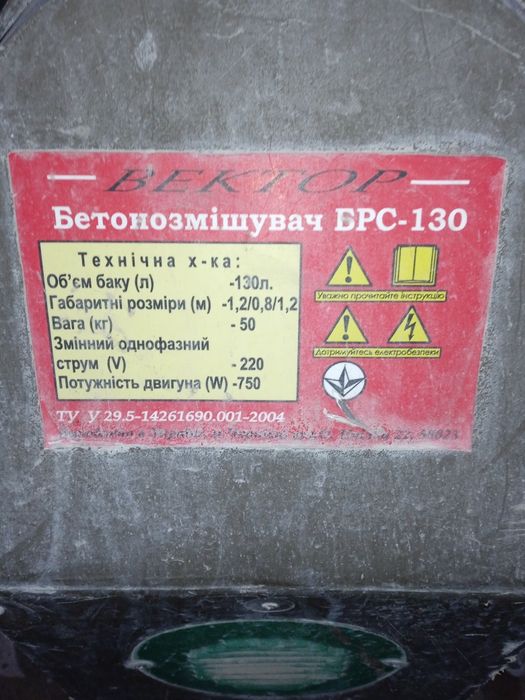 ВЕКТОР
Бетонозмішувач БРС-130
Технічна х-ка:
Об'єм баку (л) -130л.
Габаритні розміри (м) -1,2/0,8/1,2
Вага (кг) - 50
Змінний однофазний
струм (V) - 220
Потужність двигуна (W) -750
Уважно прочитайте інструкцію
Дотримуйтесь електробезпеки
ТУ У 29.5-14261690.001-2004